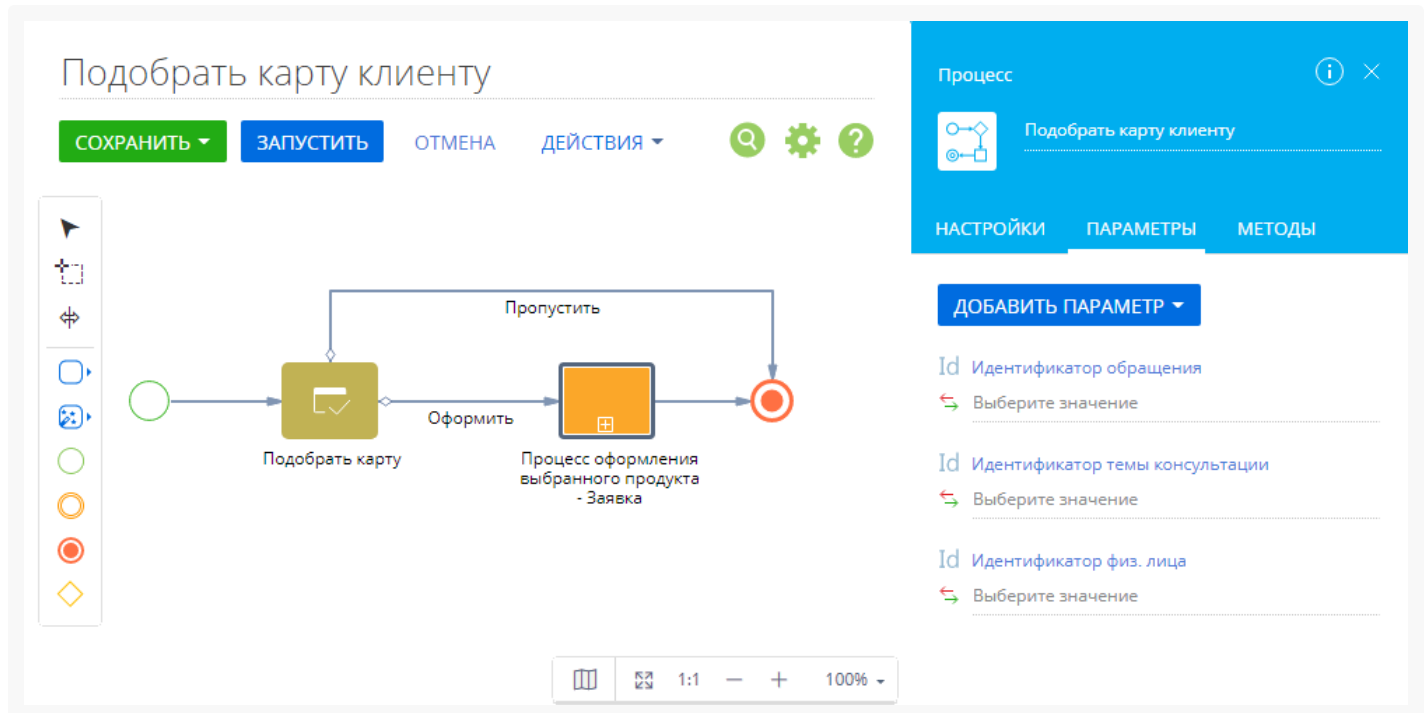 Подобрать карту клиенту
СОХРАНИТЬ
ЗАПУСТИТЬ
ОТМЕНА
ДЕЙСТВИЯ
?
Пропустить
Оформить
Подобрать карту
Процесс оформления
выбранного продукта
- Заявка
1:1
100%
Процесс
i
Подобрать карту клиенту
НАСТРОЙКИ
ПАРАМЕТРЫ
МЕТОДЫ
ДОБАВИТЬ ПАРАМЕТР
Id Идентификатор обращения
Выберите значение
Id Идентификатор темы консультации
Выберите значение
Id Идентификатор физ. лица
Выберите значение